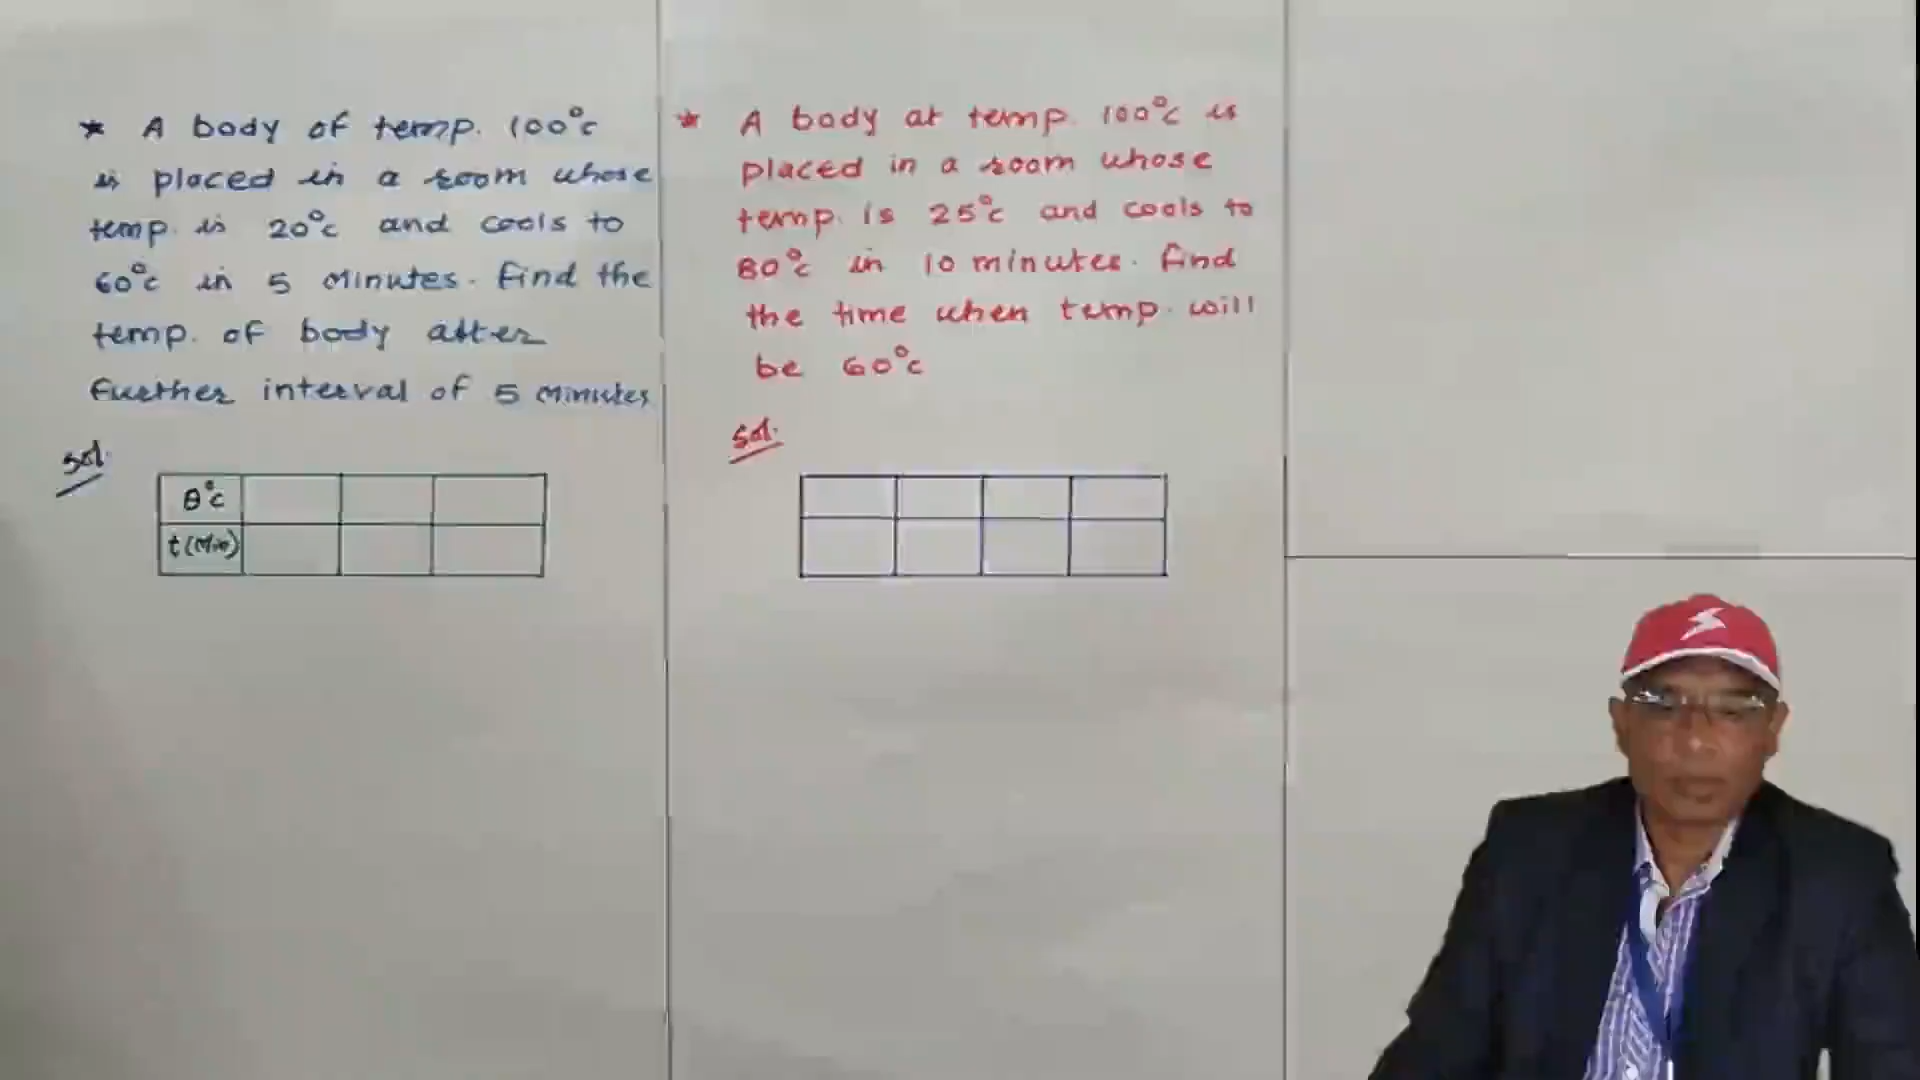 * A body of temp. 100°c
is placed in a room whose
temp. is 20°c and cools to
60°c in 5 Minutes. Find the
temp. of body after
further interval of 5 Minutes
Sol.
θ°c
t(Min)
* A body at temp. 100°c is
placed in a room whose
temp. is 25°c and cools to
80°c in 10 minutes. Find
the time when temp. will
be 60°c
Sol.